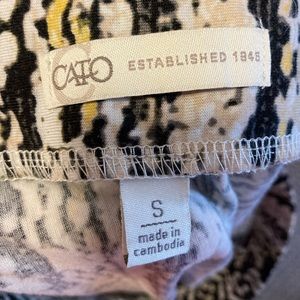 CATO ESTABLISHED 1946
S
made in
cambodia